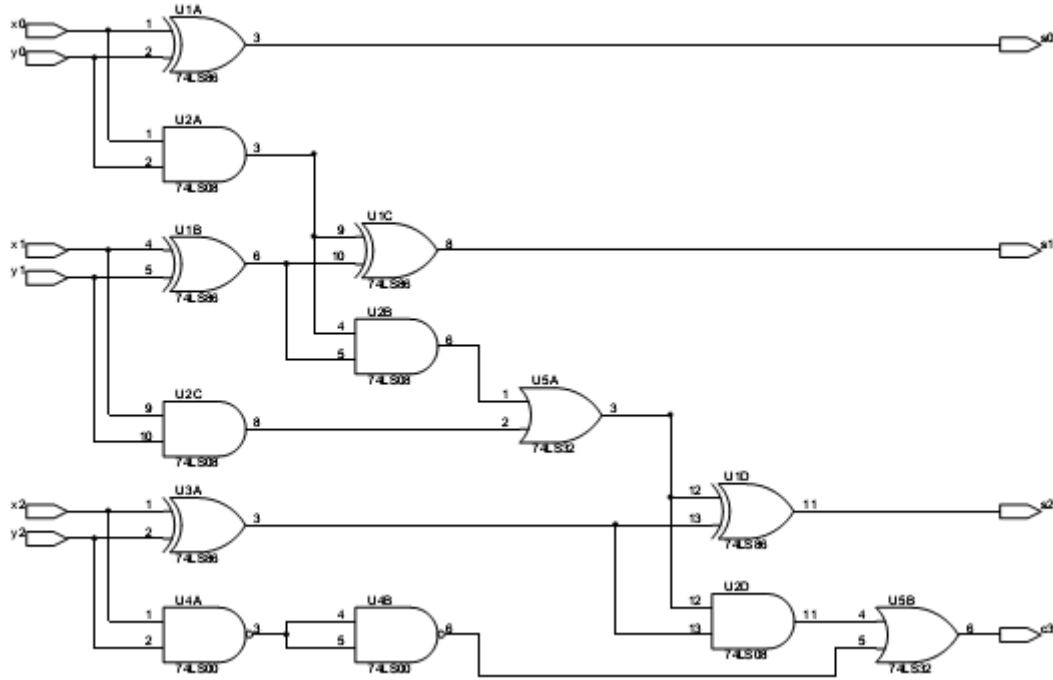 U1A
x0 1 3 s0
y0 2
74LS86
U2A
1 3
2
74LS08
U1C
U1B 9 8 s1
x1 4 6 10
y1 5
74LS86 74LS86
U2B
4 6
5
74LS08
U5A
U2C 1 3
9 8 2
10
74LS08 74LS32
U1D
x2 U3A 12 11 s2
1 3 13
y2 2
74LS86 74LS86
U4A U4B U2D U5B
1 3 4 6 12 11 4 6 c3
2 5 13 5
74LS00 74LS00 74LS08 74LS32